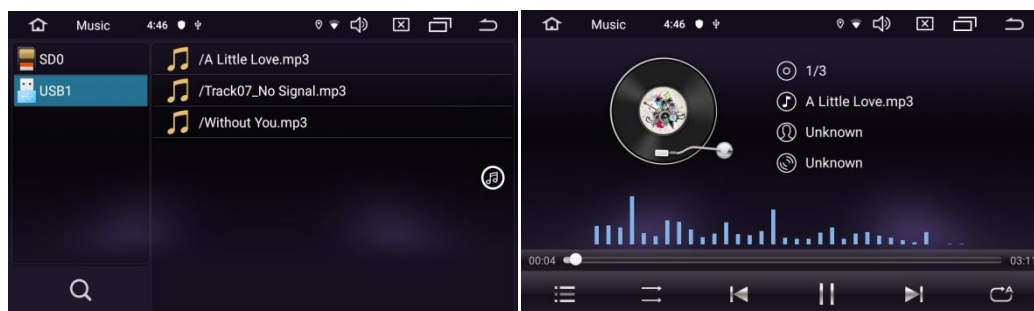 Music 4:46
SD0
USB1
/A Little Love.mp3
/Track07_No Signal.mp3
/Without You.mp3
Music 4:46
1/3
A Little Love.mp3
Unknown
Unknown
00:04 03:11
A